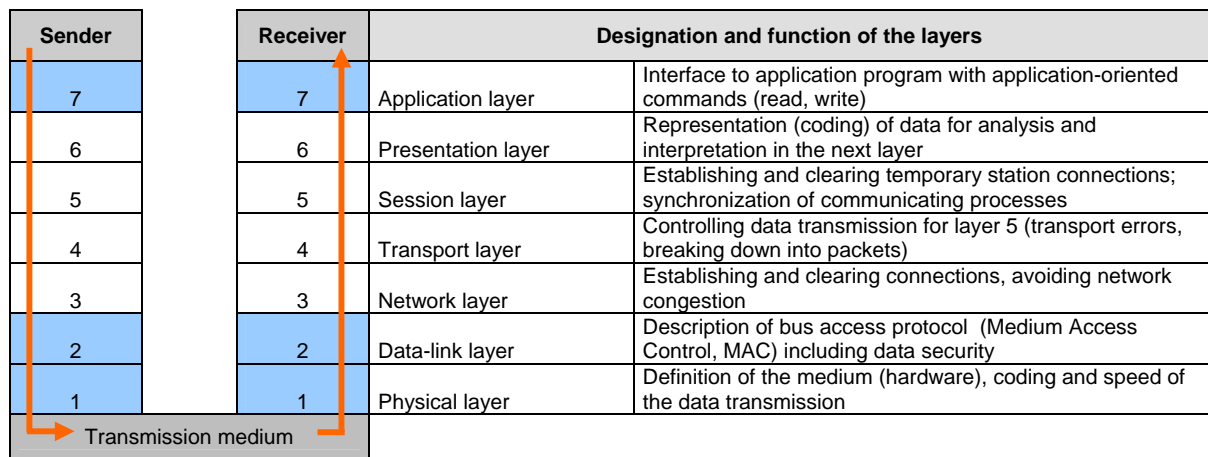 Sender Receiver Designation and function of the layers
7 7 Application layer Interface to application program with application-oriented
commands (read, write)
6 6 Presentation layer Representation (coding) of data for analysis and
interpretation in the next layer
5 5 Session layer Establishing and clearing temporary station connections;
synchronization of communicating processes
4 4 Transport layer Controlling data transmission for layer 5 (transport errors,
breaking down into packets)
3 3 Network layer Establishing and clearing connections, avoiding network
congestion
2 2 Data-link layer Description of bus access protocol (Medium Access
Control, MAC) including data security
1 1 Physical layer Definition of the medium (hardware), coding and speed of
the data transmission
Transmission medium